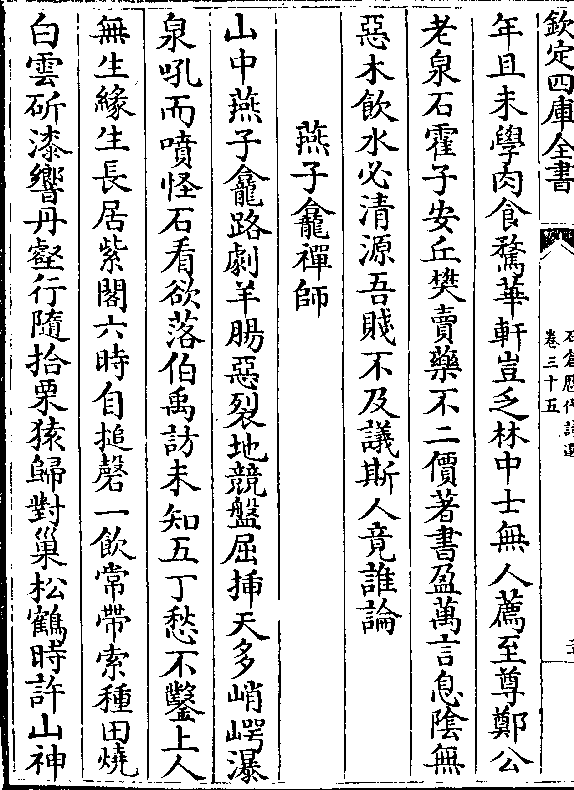 欽定四庫全書
石倉歷代詩選
卷三十五
年且未學肉食騖華軒豈乏林中士無人薦至尊鄭公
老泉石霍子安丘樊賣藥不二價著書盈萬言息陰無
惡木飲水必清源吾賤不及議斯人竟誰論
燕子龕禪師
山中燕子龕路劇羊腸惡裂地競盤屈揷天多峭崿瀑
泉吼而噴怪石看欲落伯禹訪未知五丁愁不鑿上人
無生緣生長居紫閣六時自搥磬一飲常帶索種田燒
白雲斫漆響丹壑行隨拾栗猿歸對巢松鶴時許山神